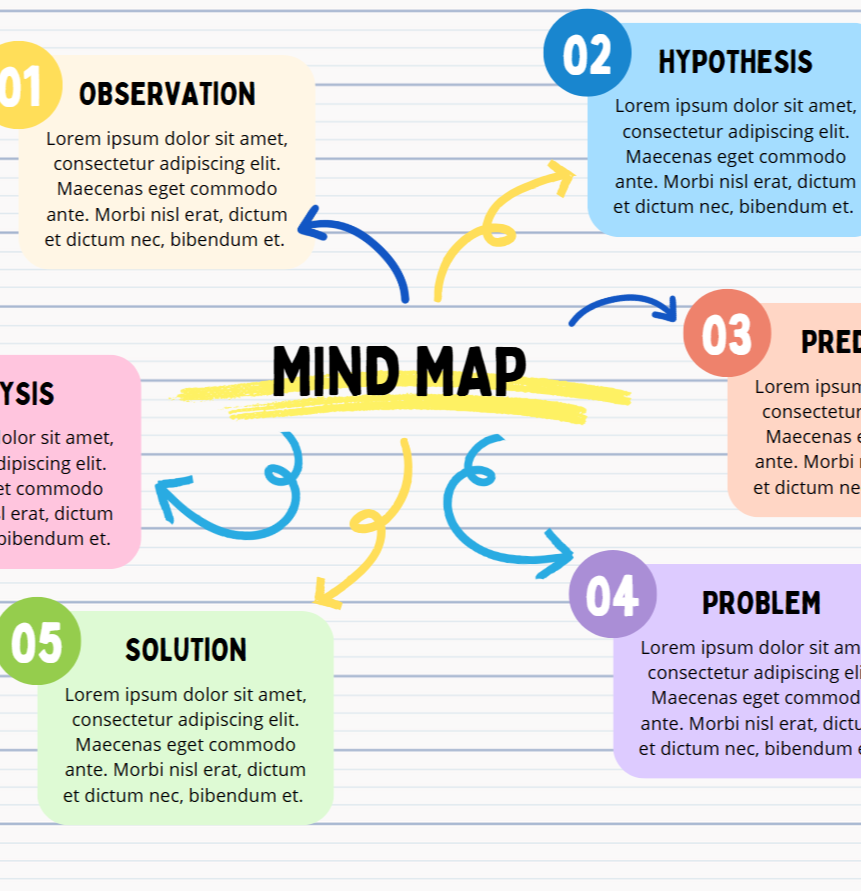 01
OBSERVATION
Lorem ipsum dolor sit amet,
consectetur adipiscing elit.
Maecenas eget commodo
ante. Morbi nisl erat, dictum
et dictum nec, bibendum et.
02
HYPOTHESIS
Lorem ipsum dolor sit amet,
consectetur adipiscing elit.
Maecenas eget commodo
ante. Morbi nisl erat, dictum
et dictum nec, bibendum et.
MIND MAP
03
PRED
Lorem ipsum
consectetur
Maecenas e
ante. Morbi
et dictum ne
YSIS
olor sit amet,
dipiscing elit.
et commodo
sl erat, dictum
bibendum et.
04
PROBLEM
Lorem ipsum dolor sit am
consectetur adipiscing eli
Maecenas eget commod
ante. Morbi nisl erat, dictu
et dictum nec, bibendum e
05
SOLUTION
Lorem ipsum dolor sit amet,
consectetur adipiscing elit.
Maecenas eget commodo
ante. Morbi nisl erat, dictum
et dictum nec, bibendum et.